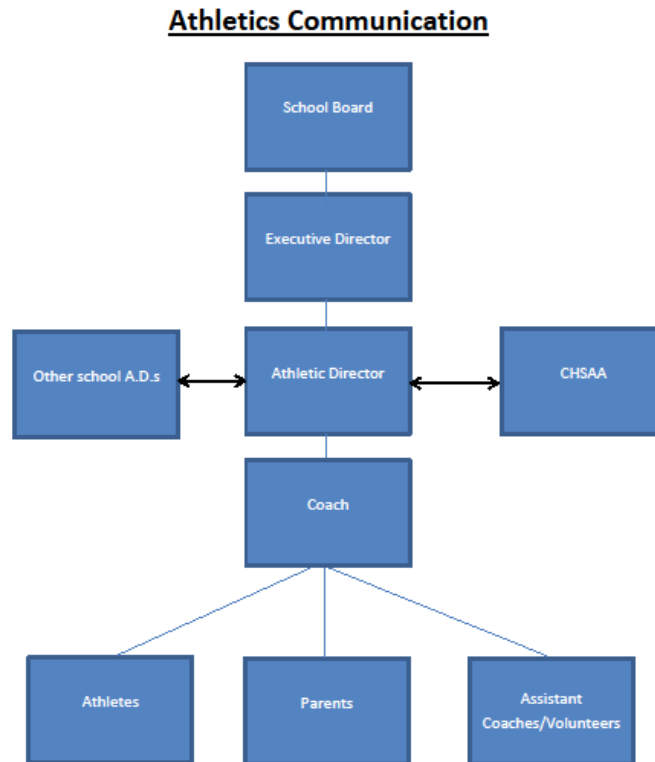 Athletics Communication
School Board
Executive Director
Other school A.D.s
Athletic Director
CHSAA
Coach
Athletes
Parents
Assistant
Coaches/Volunteers